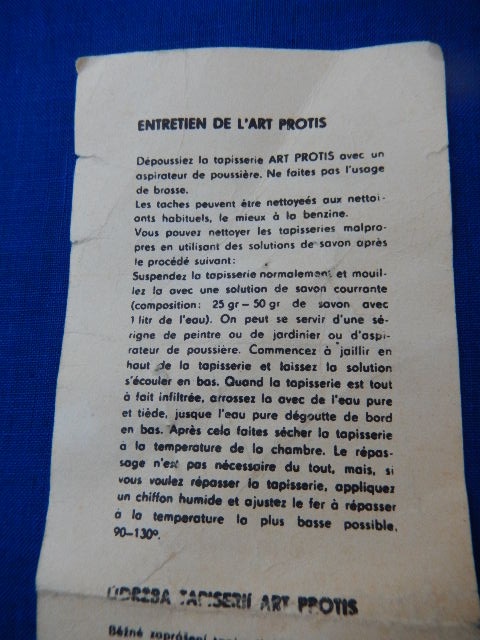 ENTRETIEN DE L'ART PROTIS
Dépoussiez la tapisserie ART PROTIS avec un
aspirateur de poussière. Ne faites pas l'usage
de brosse.
Les taches peuvent être nettoyeés aux nettoi-
ants habituels, le mieux à la benzine.
Vous pouvez nettoyer les tapisseries malpro-
pres en utilisant des solutions de savon après
le procédé suivant:
Suspendez la tapisserie normalement et mouil-
lez la avec une solution de savon courrante
(composition: 25 gr – 50 gr de savon avec
1 litr de l'eau). On peut se servir d'une sé-
rigne de peintre ou de jardinier ou d'aspi-
rateur de poussière. Commencez à jaillir en
haut de la tapisserie et laissez la solution
s'écouler en bas. Quand la tapisserie est tout
à fait infiltrée, arrossez la avec de l'eau pure
et tiède, jusque l'eau pure dégoutte de bord
en bas. Après cela faites sécher la tapisserie
à la temperature de la chambre. Le répas-
sage n'est pas nécessaire du tout, mais, si
vous voulez répasser la tapisserie, appliquez
un chiffon humide et ajustez le fer à répasser
à la temperature la plus basse possible,
90–130°.
ÚDRŽBA TAPISERIÍ ART PROTIS
Běžné zaprášení